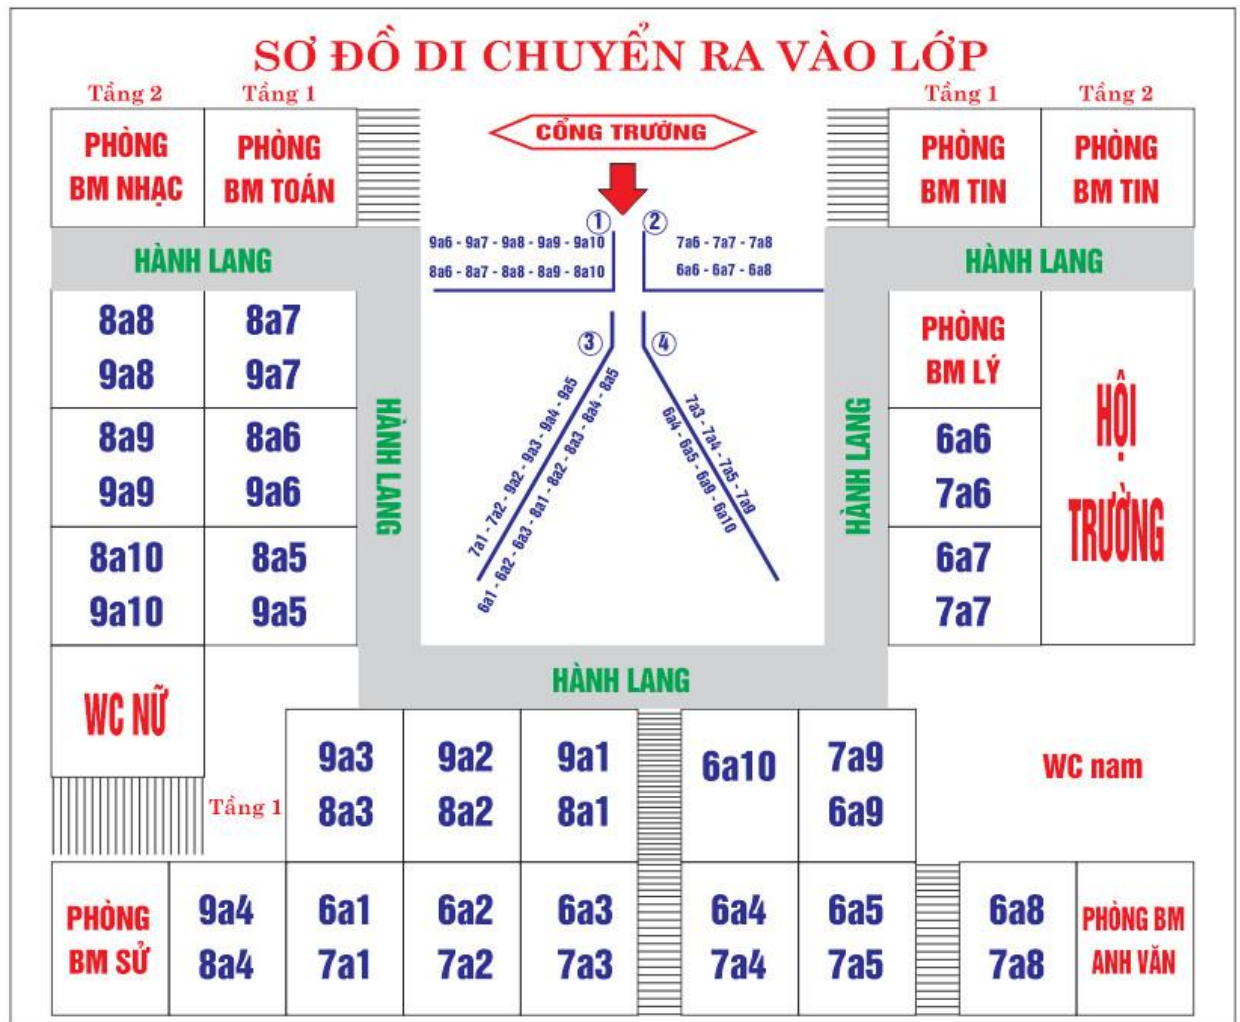 SƠ ĐỒ DI CHUYỂN RA VÀO LỚP
Tầng 2
Tầng 1
Tầng 1
Tầng 2
PHÒNG
BM NHẠC
PHÒNG
BM TOÁN
CỔNG TRƯỜNG
PHÒNG
BM TIN
PHÒNG
BM TIN
1
2
9a6 - 9a7 - 9a8 - 9a9 - 9a10
8a6 - 8a7 - 8a8 - 8a9 - 8a10
7a6 - 7a7 - 7a8
6a6 - 6a7 - 6a8
HÀNH LANG
HÀNH LANG
3
4
7a1 - 7a2 - 9a2 - 9a3 - 9a4 - 9a5
6a1 - 6a2 - 6a3 - 8a1 - 8a2 - 8a3 - 8a4 - 8a5
7a3 - 7a4 - 7a5 - 7a9
6a4 - 6a5 - 6a9 - 6a10
8a8
9a8
8a7
9a7
PHÒNG
BM LÝ
HỘI
TRƯỜNG
8a9
9a9
8a6
9a6
HÀNH LANG
HÀNH LANG
6a6
7a6
8a10
9a10
8a5
9a5
6a7
7a7
HÀNH LANG
WC NỮ
9a3
8a3
9a2
8a2
9a1
8a1
6a10
7a9
6a9
WC nam
Tầng 1
PHÒNG
BM SỬ
9a4
8a4
6a1
7a1
6a2
7a2
6a3
7a3
6a4
7a4
6a5
7a5
6a8
7a8
PHÒNG BM
ANH VĂN